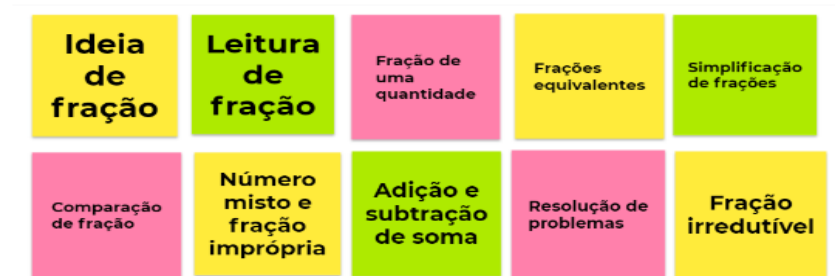 Ideia
de
fração
Leitura
de
fração
Fração de
uma
quantidade
Frações
equivalentes
Simplificação
de frações
Comparação
de fração
Número
misto e
fração
imprópria
Adição e
subtração
de soma
Resolução de
problemas
Fração
irredutível